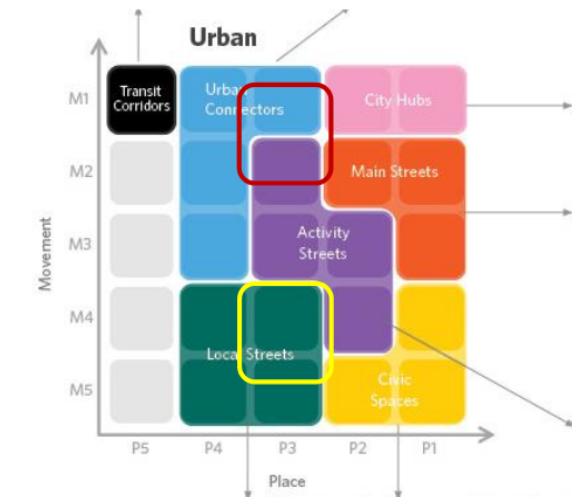 Urban
Transit
Corridors
Urban
Connectors
City Hubs
Main Streets
Activity
Streets
Local Streets
Civic
Spaces
M1
M2
M3
M4
M5
Movement
P5
P4
P3
P2
P1
Place